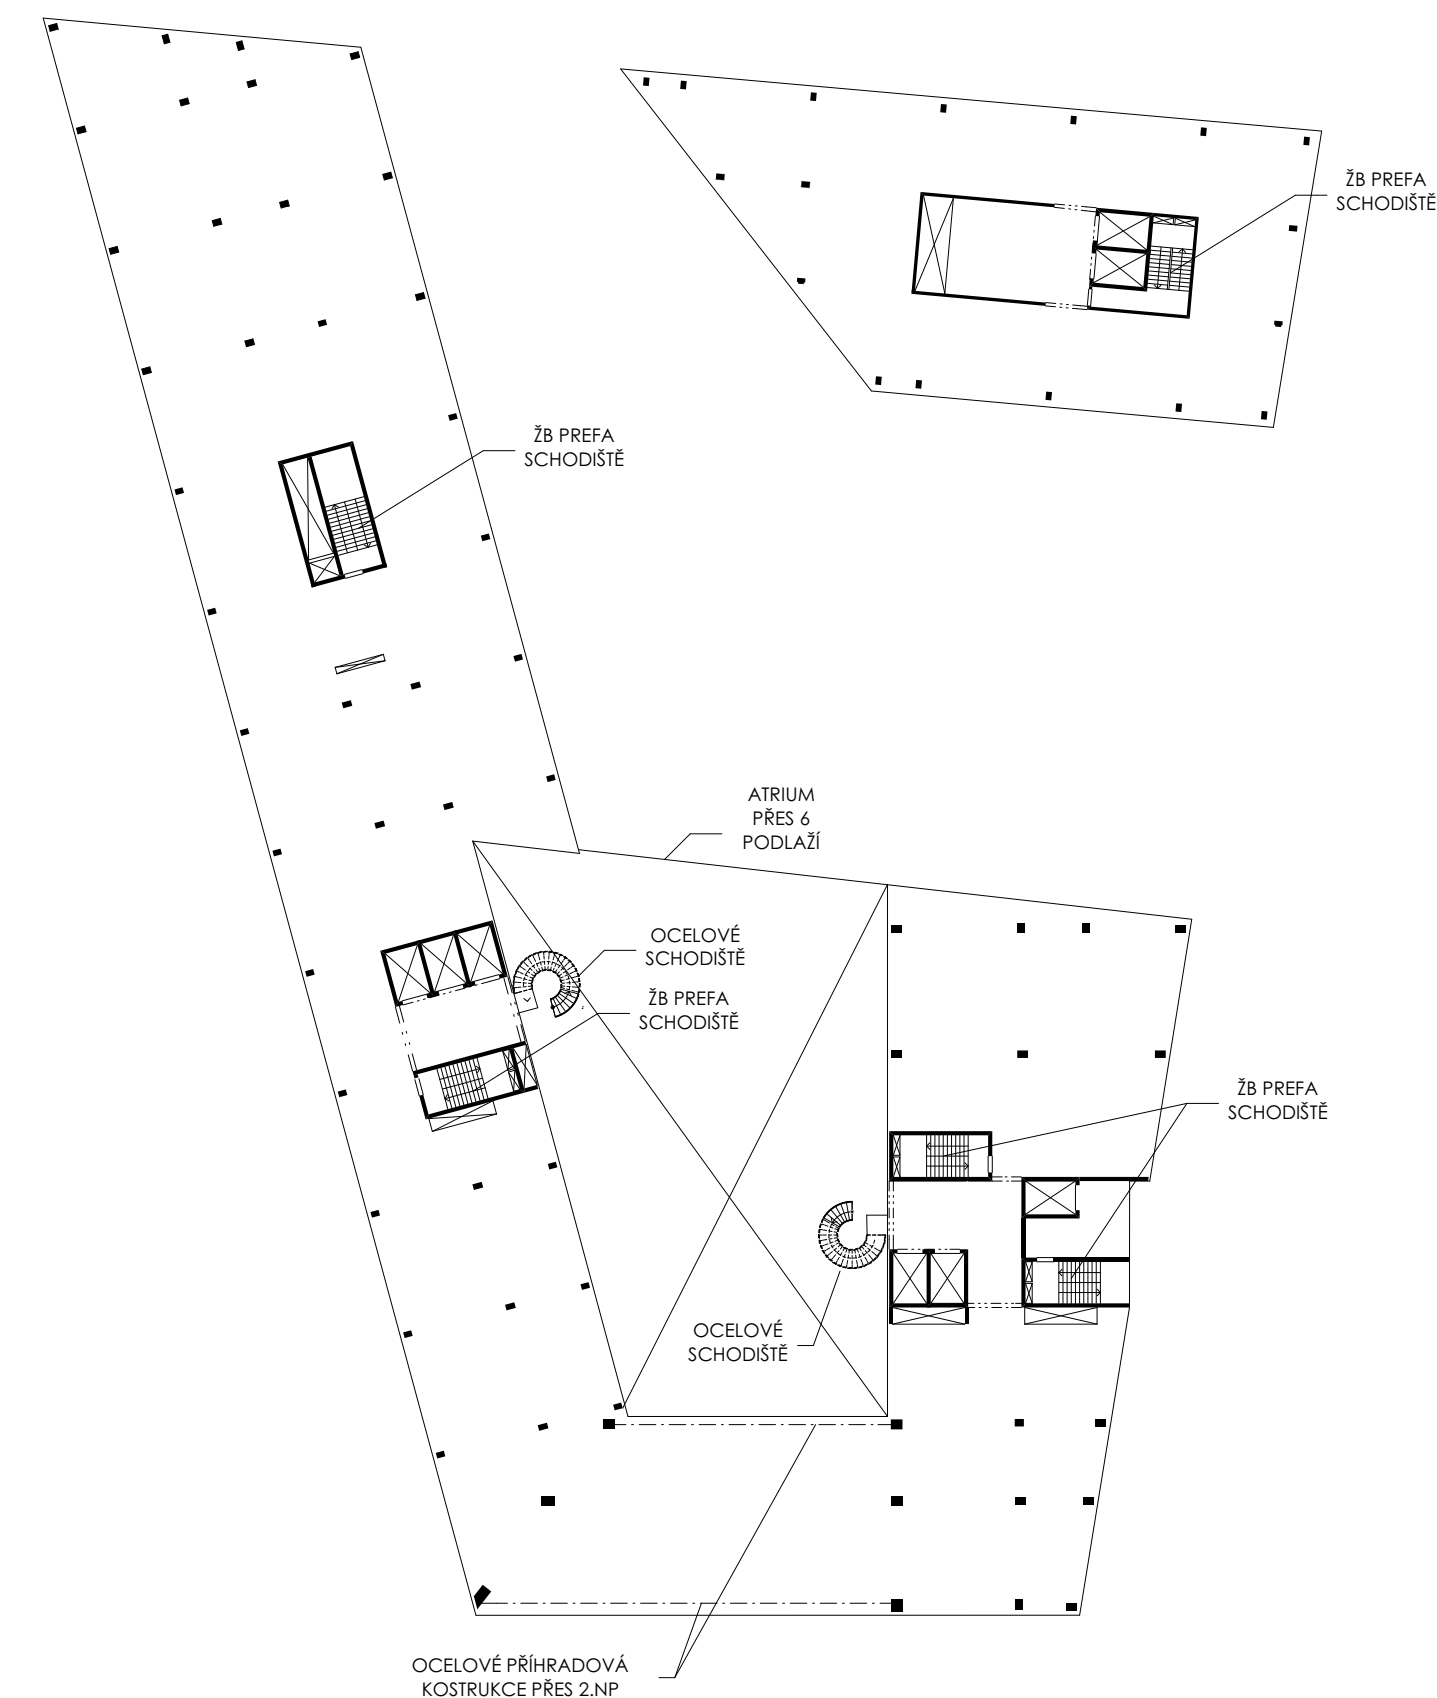 ŽB PREFA
SCHODIŠTĚ
ŽB PREFA
SCHODIŠTĚ
ATRIUM
PŘES 6
PODLAŽÍ
OCELOVÉ
SCHODIŠTĚ
ŽB PREFA
SCHODIŠTĚ
ŽB PREFA
SCHODIŠTĚ
OCELOVÉ
SCHODIŠTĚ
OCELOVÉ PŘÍHRADOVÁ
KOSTRUKCE PŘES 2.NP